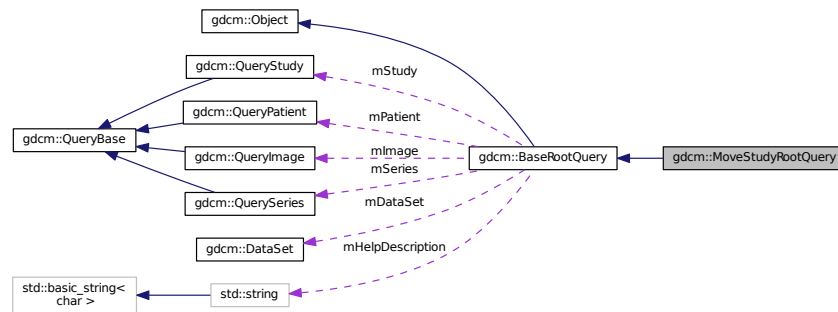 gdcm::Object
gdcm::QueryStudy
mStudy
gdcm::QueryPatient
mPatient
gdcm::QueryBase
gdcm::QueryImage
mImage
gdcm::BaseRootQuery
gdcm::MoveStudyRootQuery
mSeries
gdcm::QuerySeries
mDataSet
gdcm::DataSet
mHelpDescription
std::basic_string<
char >
std::string